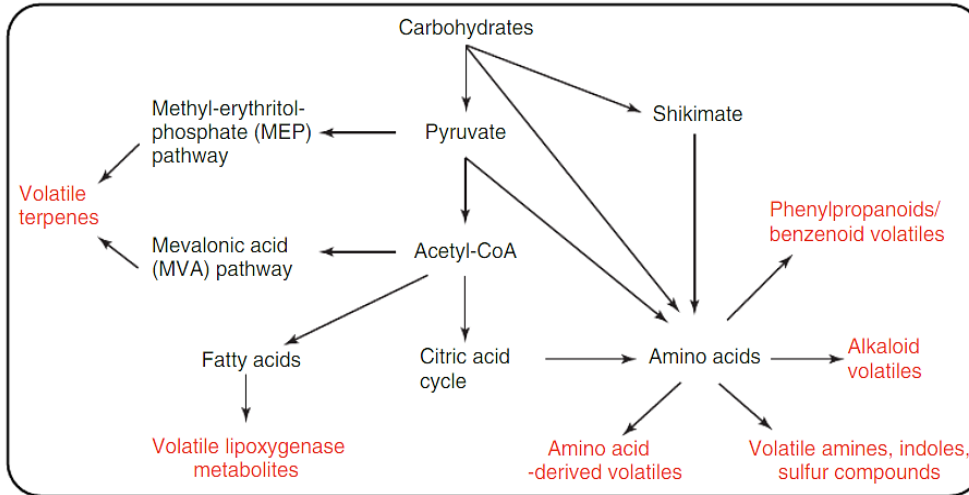 Carbohydrates
Methyl-erythritol-
phosphate (MEP)
pathway
Pyruvate
Shikimate
Volatile
terpenes
Phenylpropanoids/
benzenoid volatiles
Mevalonic acid
(MVA) pathway
Acetyl-CoA
Fatty acids
Citric acid
cycle
Amino acids
Alkaloid
volatiles
Volatile lipoxygenase
metabolites
Amino acid
-derived volatiles
Volatile amines, indoles,
sulfur compounds